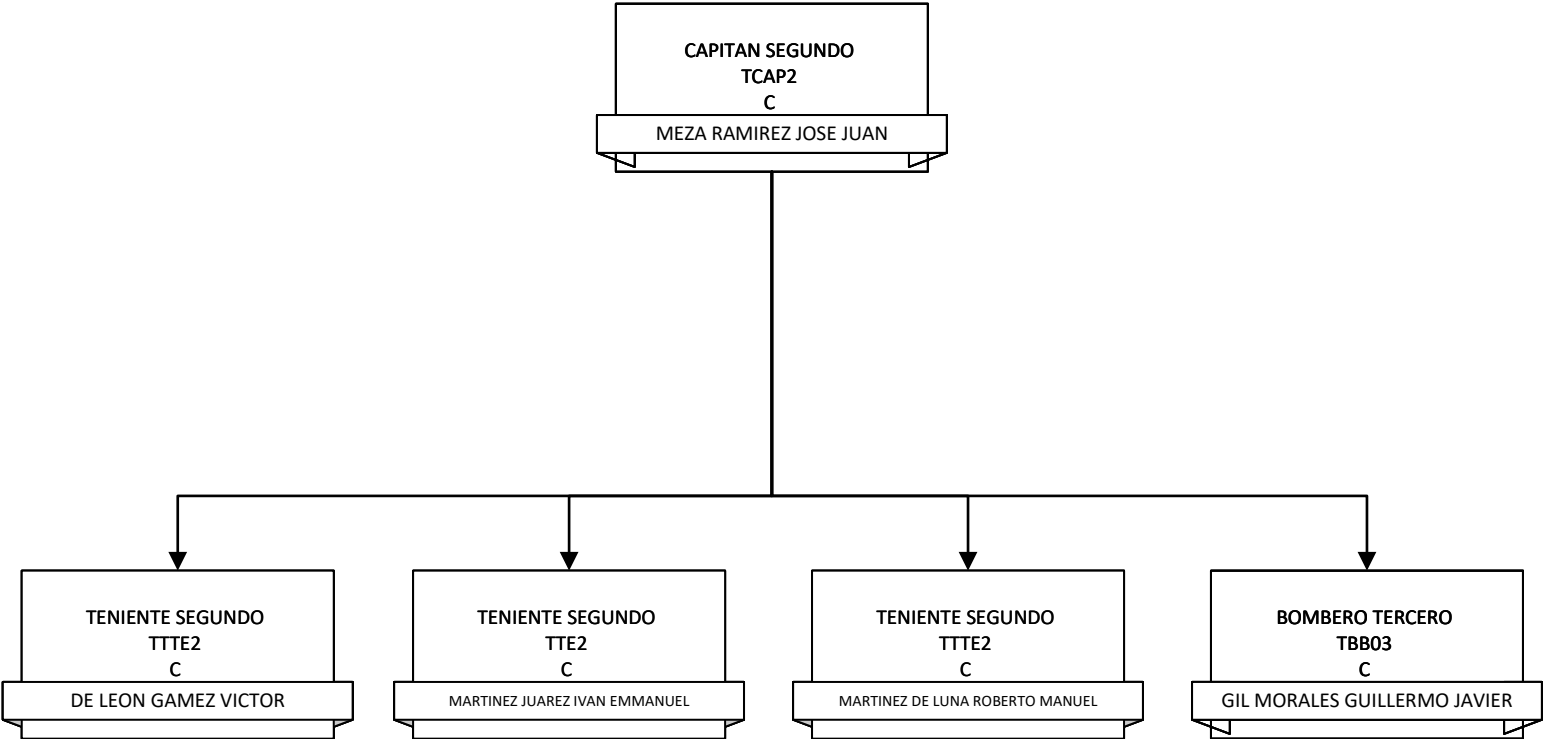 CAPITAN SEGUNDO
TCAP2
C
MEZA RAMIREZ JOSE JUAN
TENIENTE SEGUNDO
TTTE2
C
DE LEON GAMEZ VICTOR
TENIENTE SEGUNDO
TTE2
C
MARTINEZ JUAREZ IVAN EMMANUEL
TENIENTE SEGUNDO
TTTE2
C
MARTINEZ DE LUNA ROBERTO MANUEL
BOMBERO TERCERO
TBB03
C
GIL MORALES GUILLERMO JAVIER